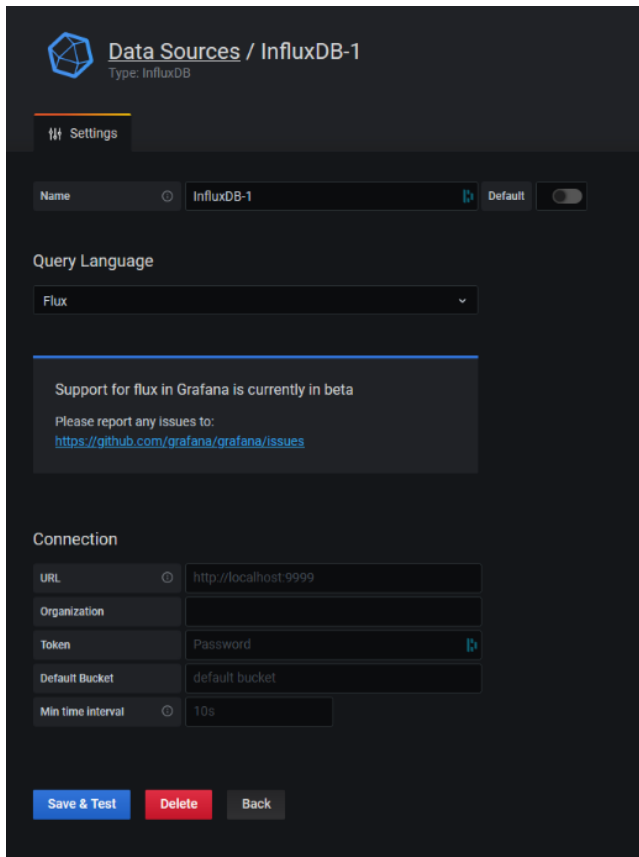 Data Sources / InfluxDB-1
Type: InfluxDB
Settings
Name InfluxDB-1 Default
Query Language
Flux
Support for flux in Grafana is currently in beta
Please report any issues to:
https://github.com/grafana/grafana/issues
Connection
URL http://localhost:9999
Organization
Token Password
Default Bucket default bucket
Min time interval 10s
Save & Test Delete Back